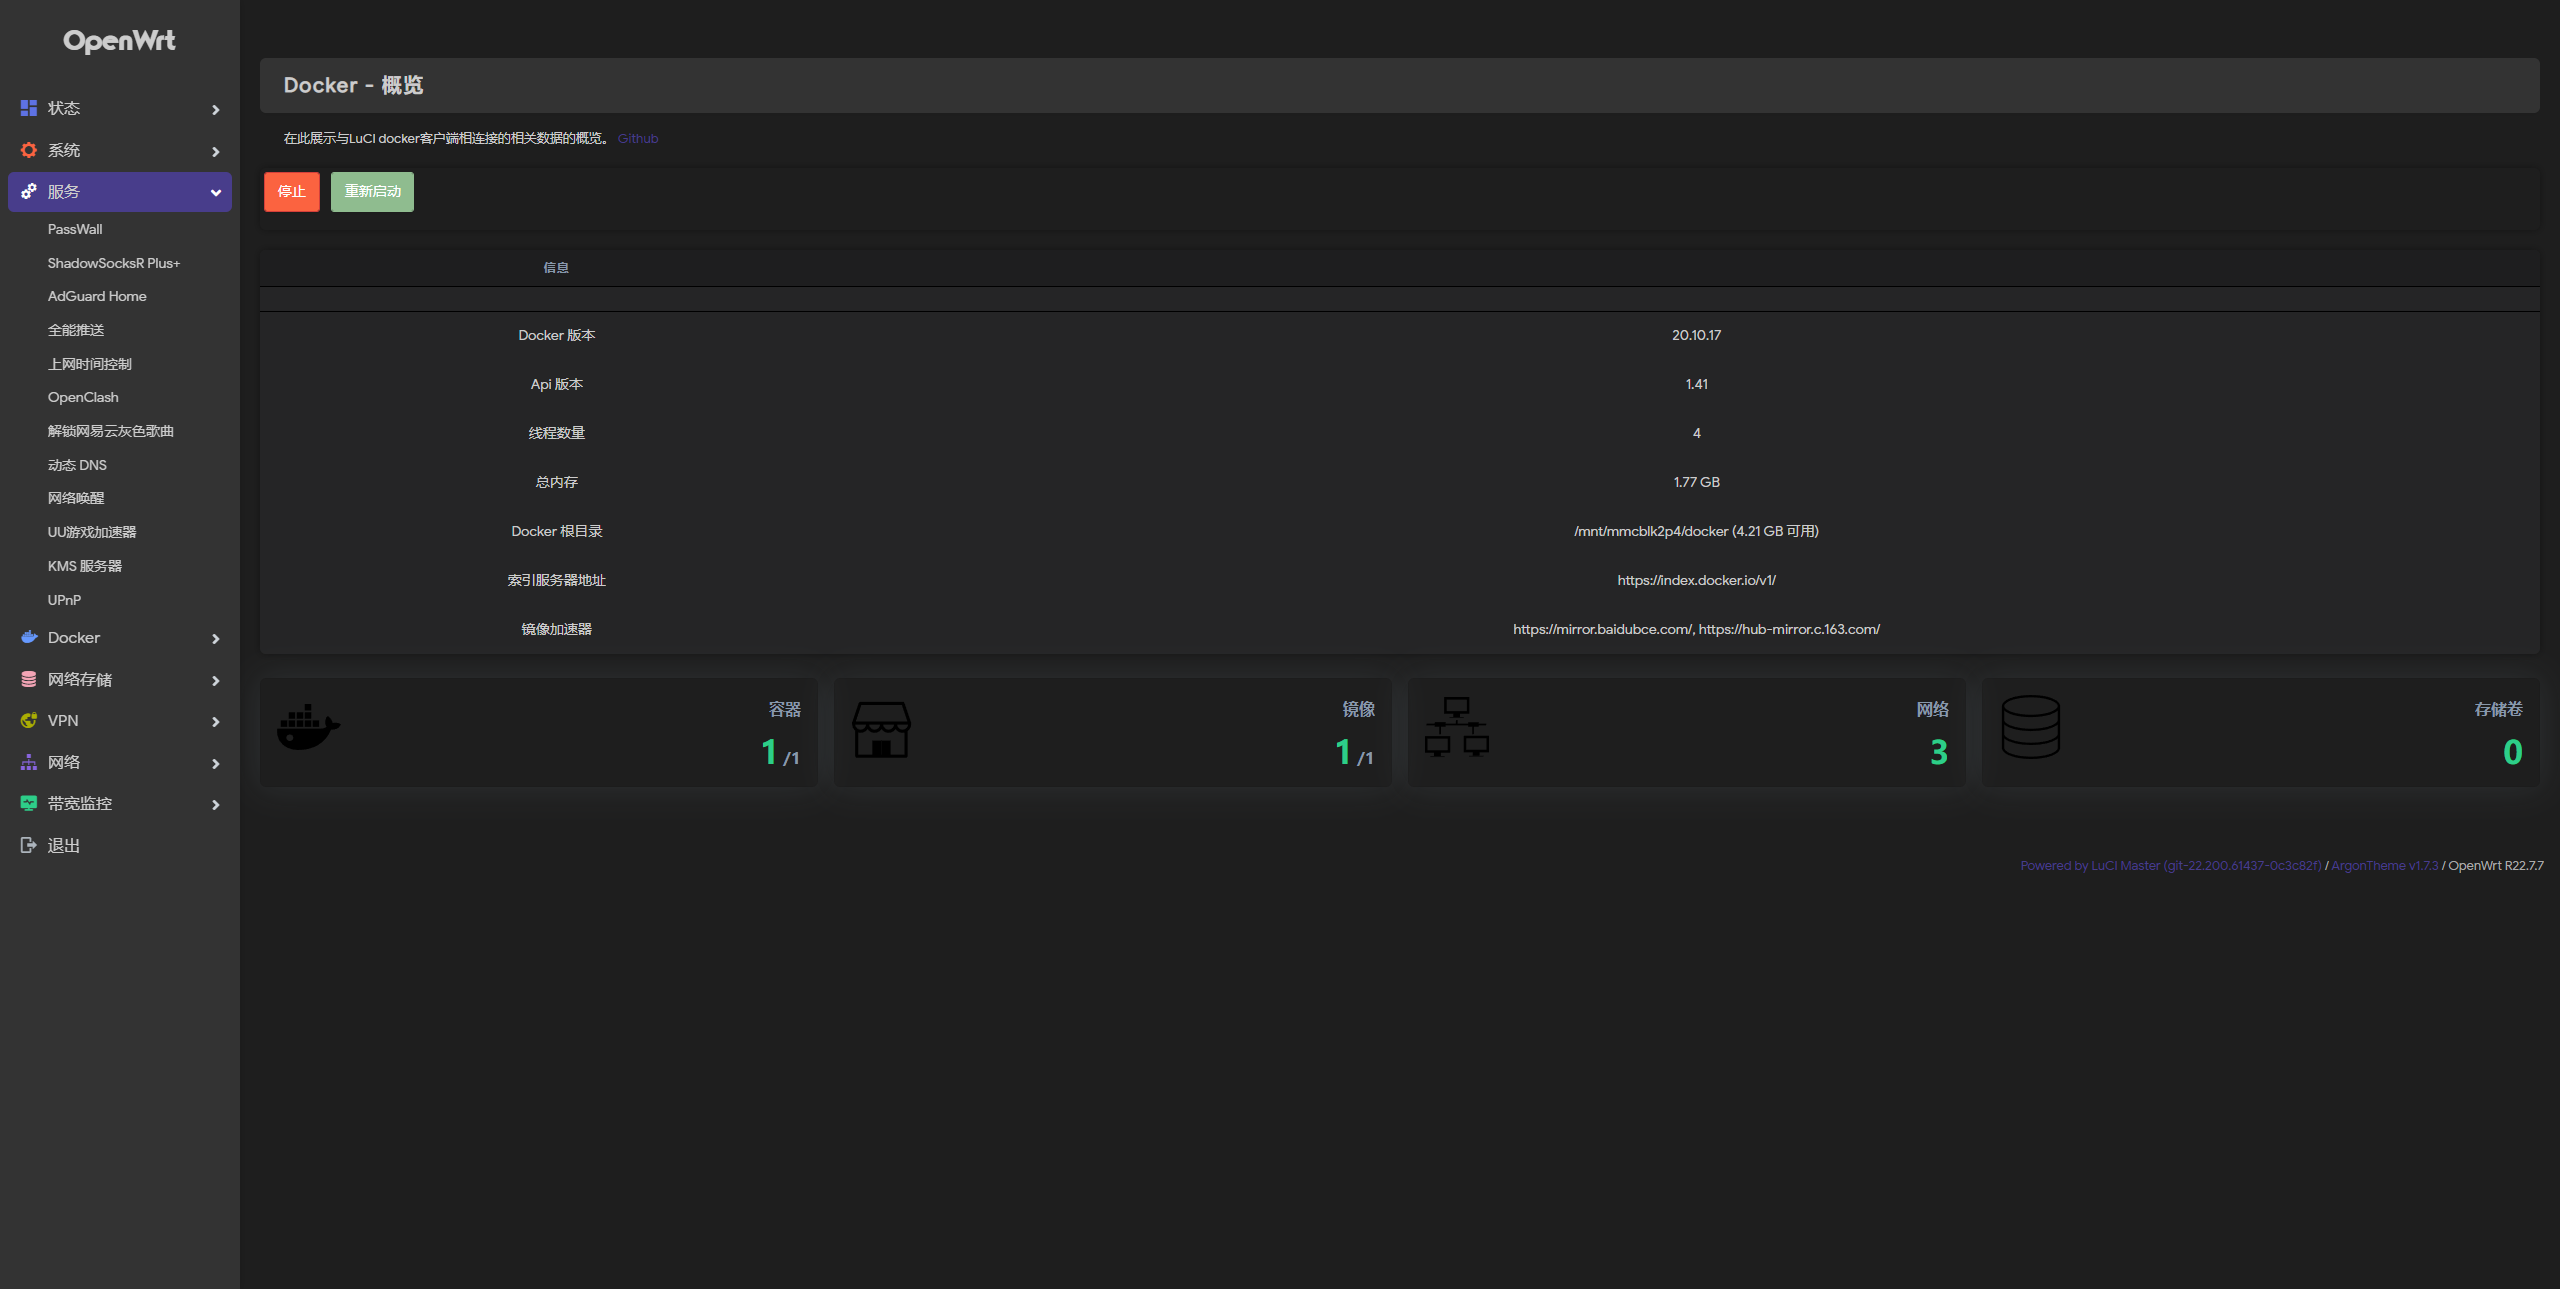 OpenWrt
状态
系统
服务
PassWall
ShadowSocksR Plus+
AdGuard Home
全能推送
上网时间控制
OpenClash
解锁网易云灰色歌曲
动态 DNS
网络唤醒
UU游戏加速器
KMS 服务器
UPnP
Docker
网络存储
VPN
网络
带宽监控
退出
Docker - 概览
在此展示与LuCI docker客户端相连接的相关数据的概览。 Github
停止 重新启动
信息
Docker 版本 20.10.17
Api 版本 1.41
线程数量 4
总内存 1.77 GB
Docker 根目录 /mnt/mmcblk2p4/docker (4.21 GB 可用)
索引服务器地址 https://index.docker.io/v1/
镜像加速器 https://mirror.baidubce.com/, https://hub-mirror.c.163.com/
容器
1 /1
镜像
1 /1
网络
3
存储卷
0
Powered by LuCI Master (git-22.200.61437-0c3c82f) / ArgonTheme v1.7.3 / OpenWrt R22.7.7